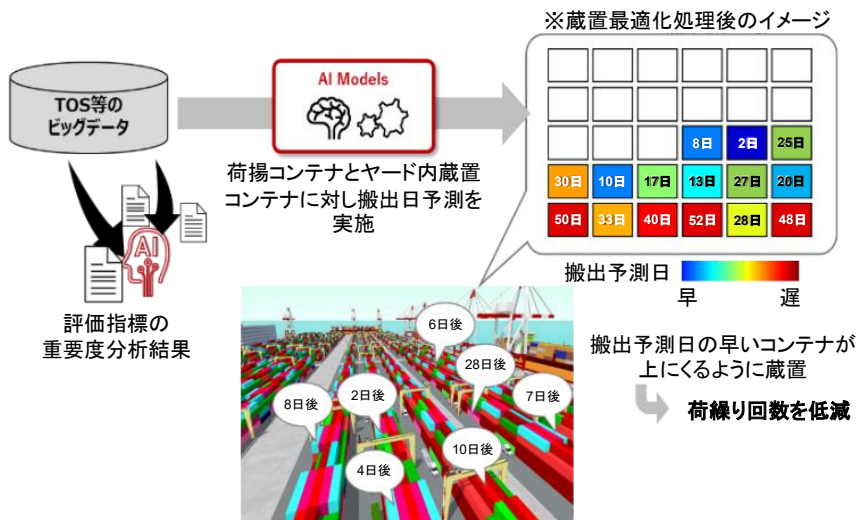 ※蔵置最適化処理後のイメージ
TOS等の
ビッグデータ
AI Models
荷揚コンテナとヤード内蔵置
コンテナに対し搬出日予測を
実施
AI
評価指標の
重要度分析結果
8日 2日 25日
30日 10日 17日 13日 27日 20日
50日 33日 40日 52日 28日 48日
搬出予測日
早 遅
搬出予測日の早いコンテナが
上にくるように蔵置
荷繰り回数を低減
6日後
28日後
7日後
8日後
2日後
10日後
4日後